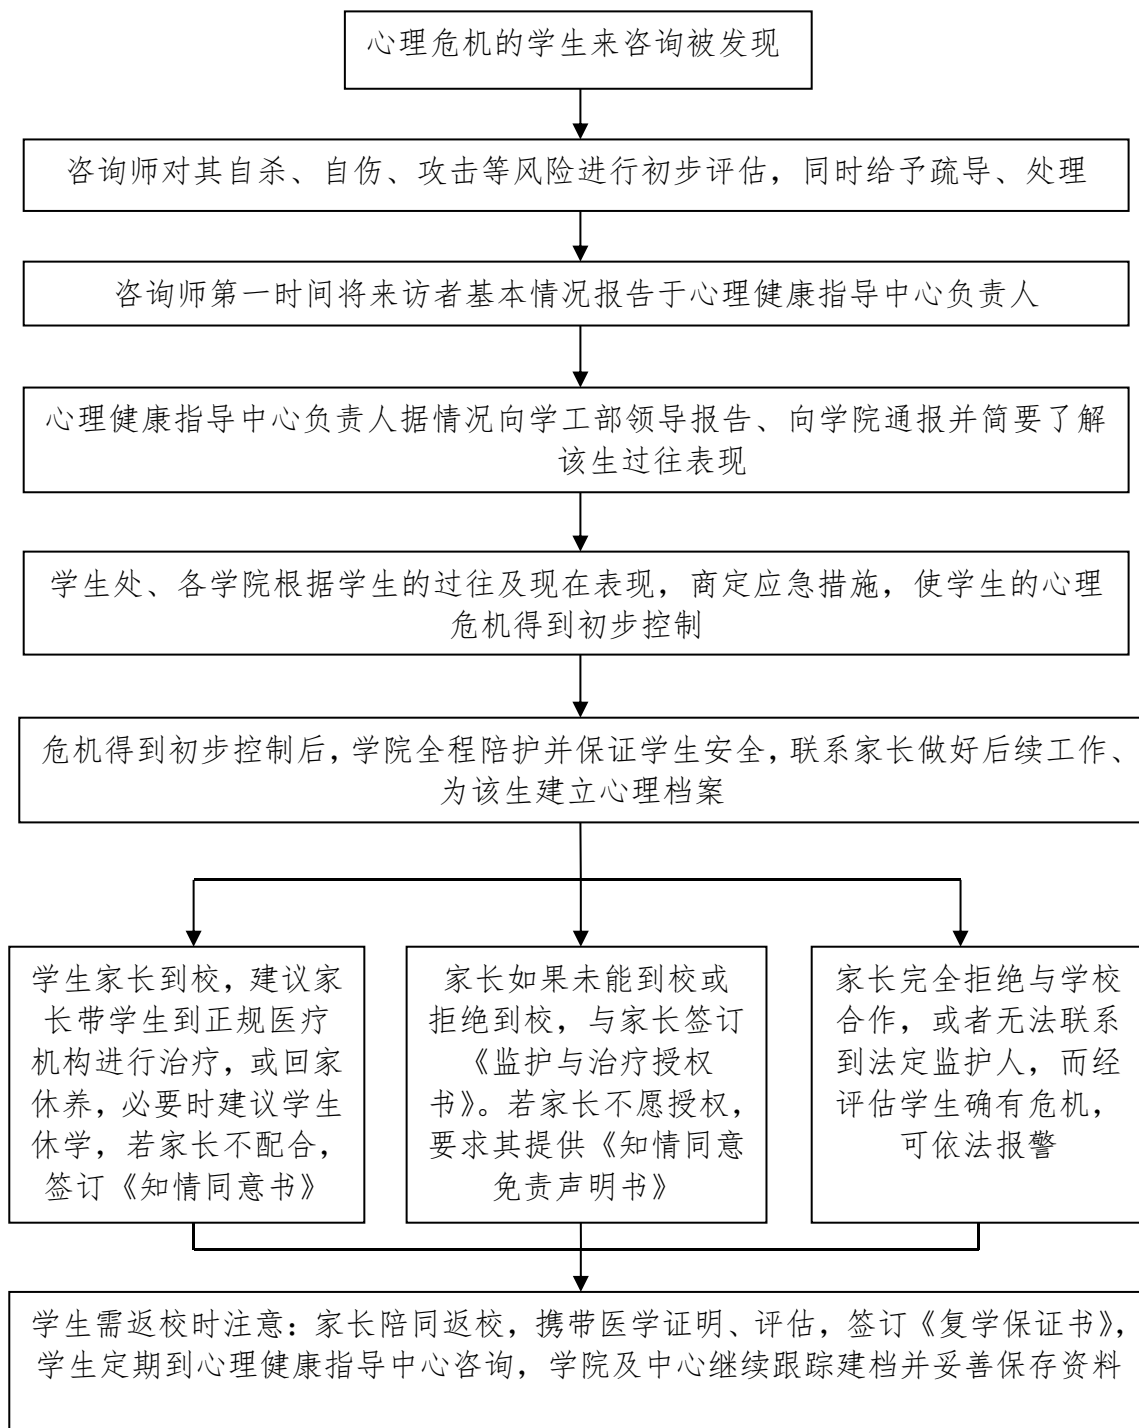 心理危机的学生来咨询被发现
咨询师对其自杀、自伤、攻击等风险进行初步评估，同时给予疏导、处理
咨询师第一时间将来访者基本情况报告于心理健康指导中心负责人
心理健康指导中心负责人据情况向学工部领导报告、向学院通报并简要了解
该生过往表现
学生处、各学院根据学生的过往及现在表现，商定应急措施，使学生的心理
危机得到初步控制
危机得到初步控制后，学院全程陪护并保证学生安全，联系家长做好后续工作、
为该生建立心理档案
学生家长到校，建议家
长带学生到正规医疗
机构进行治疗，或回家
休养，必要时建议学生
休学，若家长不配合，
签订《知情同意书》
家长如果未能到校或
拒绝到校，与家长签订
《监护与治疗授权
书》。若家长不愿授权，
要求其提供《知情同意
免责声明书》
家长完全拒绝与学校
合作，或者无法联系
到法定监护人，而经
评估学生确有危机，
可依法报警
学生需返校时注意：家长陪同返校，携带医学证明、评估，签订《复学保证书》，
学生定期到心理健康指导中心咨询，学院及中心继续跟踪建档并妥善保存资料